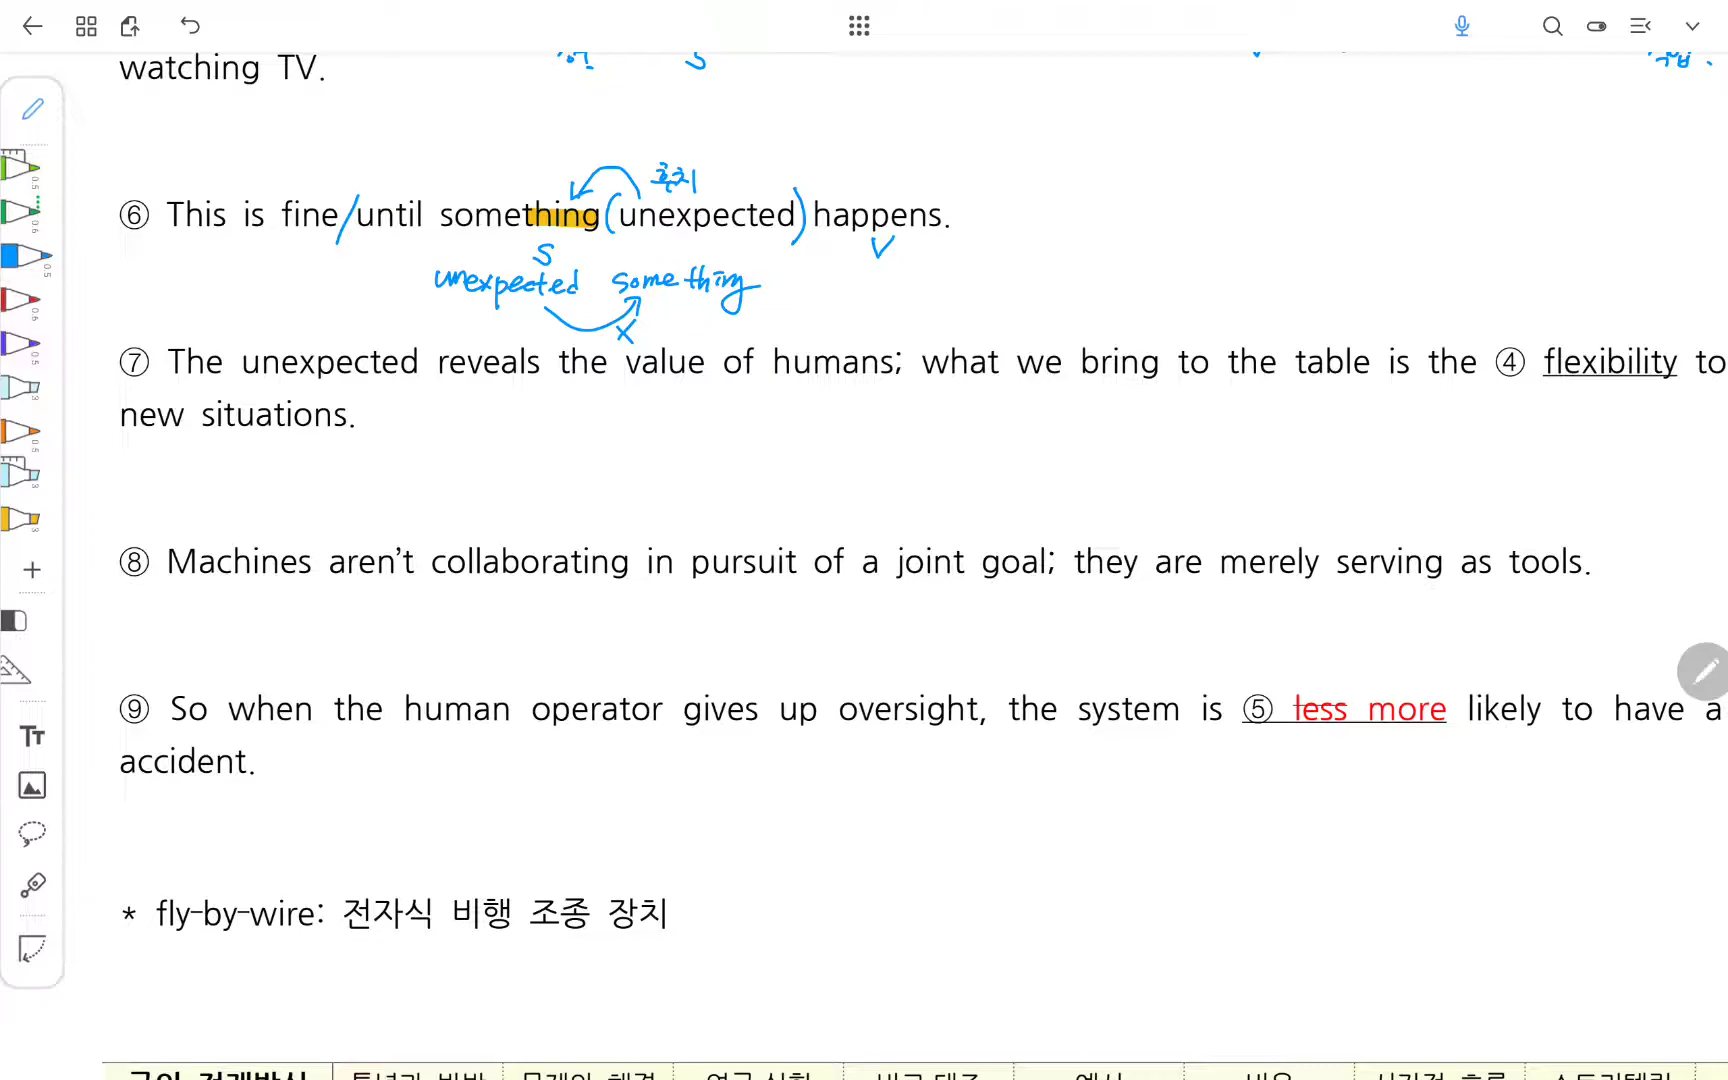 watching TV.
후치
⑥ This is fine/until something(unexpected)happens.
S V
unexpected something
X
⑦ The unexpected reveals the value of humans; what we bring to the table is the ④ flexibility to
new situations.
⑧ Machines aren't collaborating in pursuit of a joint goal; they are merely serving as tools.
⑨ So when the human operator gives up oversight, the system is ⑤ less more likely to have a
accident.
* fly-by-wire: 전자식 비행 조종 장치